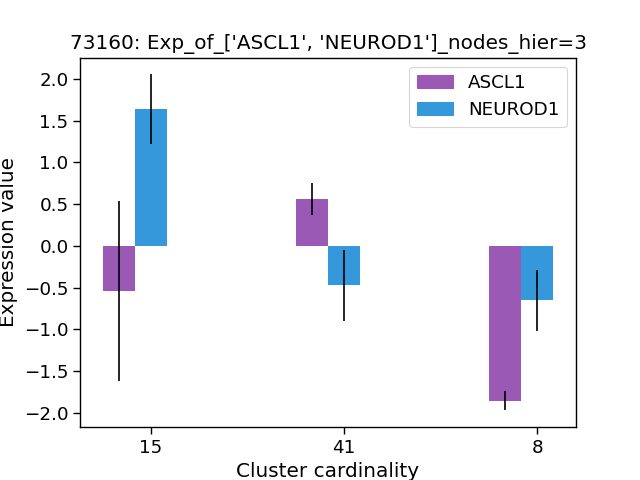 73160: Exp_of_['ASCL1', 'NEUROD1']_nodes_hier=3
ASCL1
NEUROD1
Expression value
2.0
1.5
1.0
0.5
0.0
−0.5
−1.0
−1.5
−2.0
15
41
8
Cluster cardinality